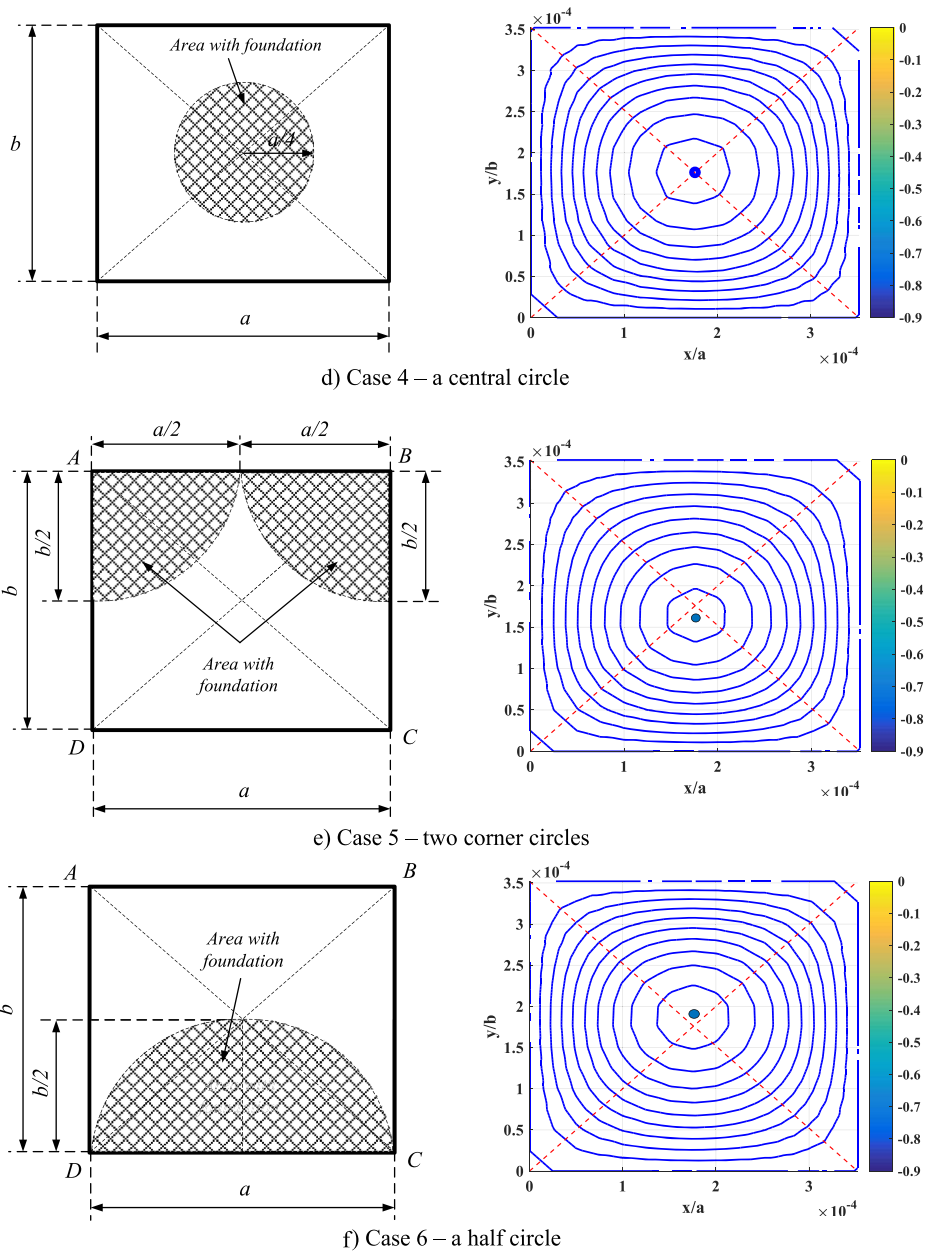 Area with foundation
b
a/4
a
×10⁻⁴
3.5
3
2.5
2
1.5
1
0.5
0
y/b
0 1 2 3
x/a
×10⁻⁴
0
-0.1
-0.2
-0.3
-0.4
-0.5
-0.6
-0.7
-0.8
-0.9
d) Case 4 – a central circle
a/2 a/2
A B
b/2 b/2
b
Area with
foundation
D C
a
×10⁻⁴
3.5
3
2.5
2
1.5
1
0.5
0
y/b
0 1 2 3
x/a
×10⁻⁴
0
-0.1
-0.2
-0.3
-0.4
-0.5
-0.6
-0.7
-0.8
-0.9
e) Case 5 – two corner circles
A B
Area with
foundation
b
b/2
D C
a
×10⁻⁴
3.5
3
2.5
2
1.5
1
0.5
0
y/b
0 1 2 3
x/a
×10⁻⁴
0
-0.1
-0.2
-0.3
-0.4
-0.5
-0.6
-0.7
-0.8
-0.9
f) Case 6 – a half circle